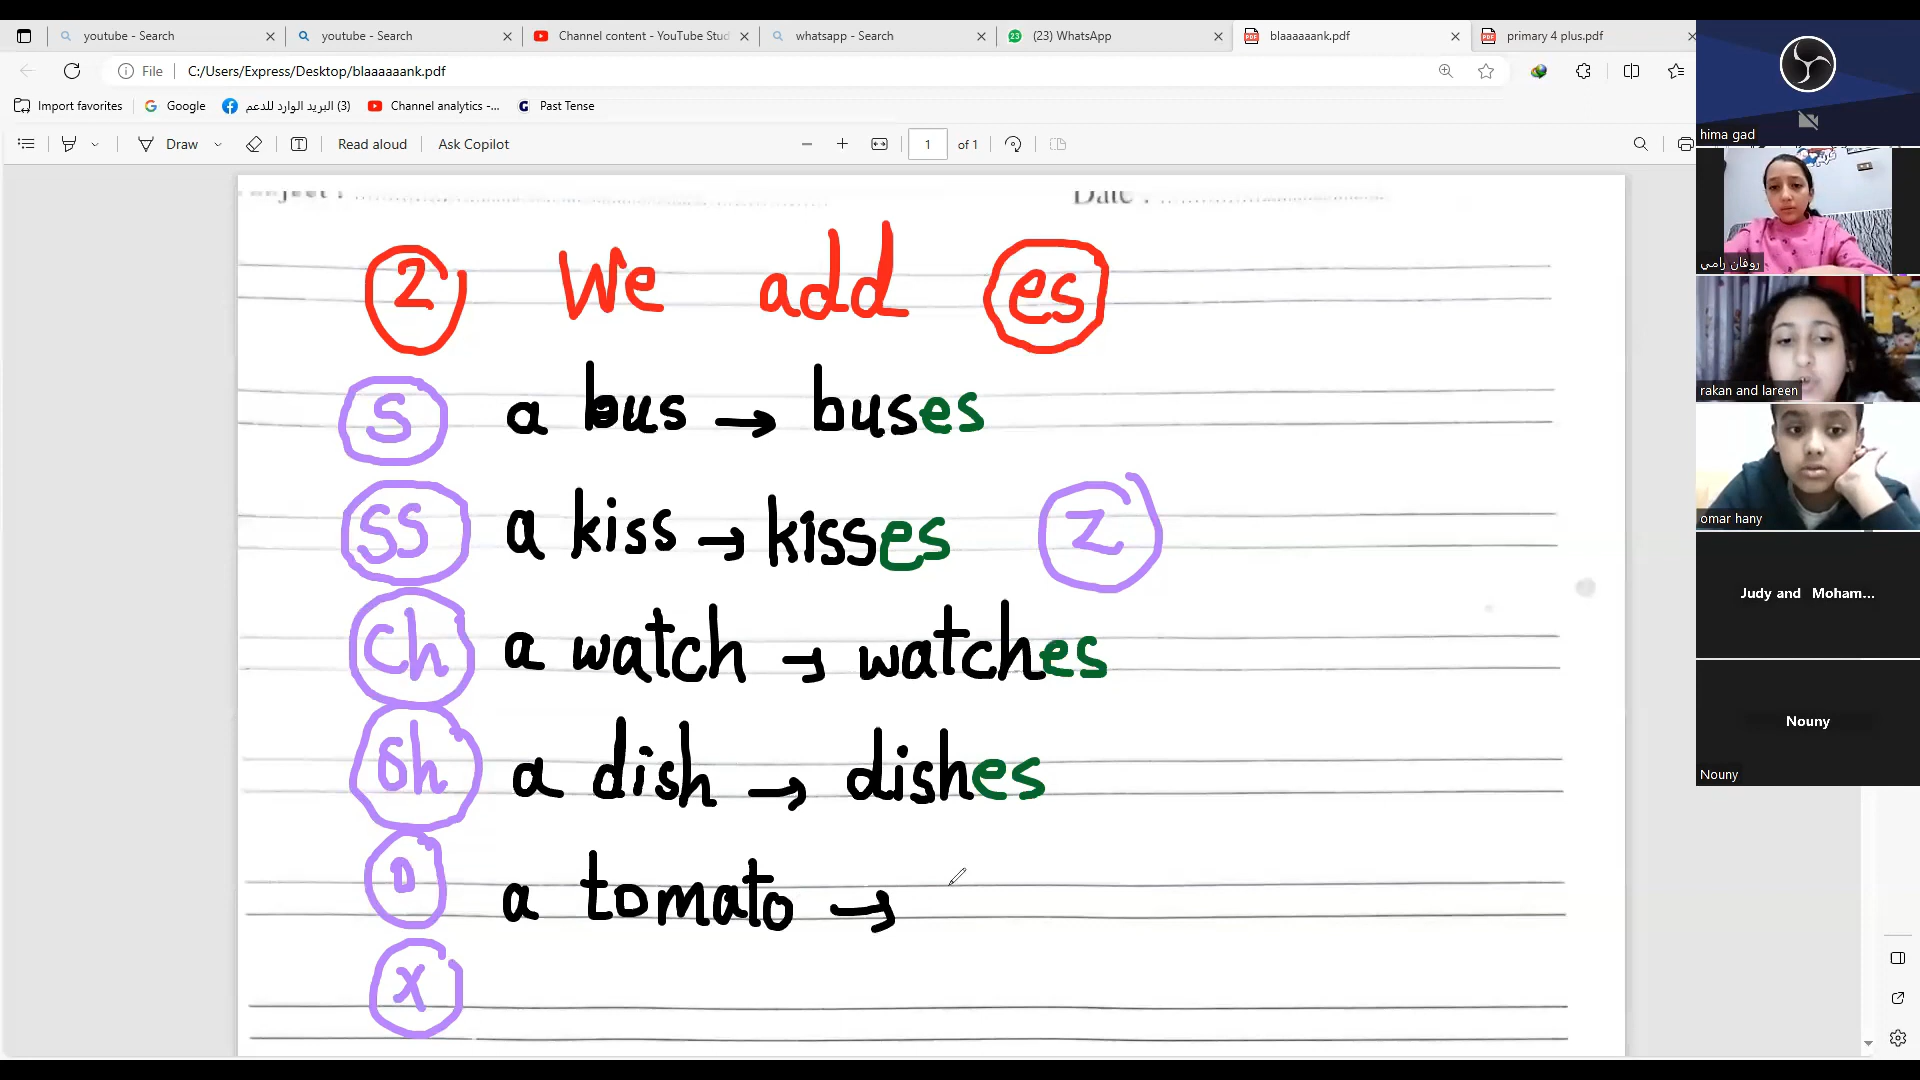 youtube - Search
youtube - Search
Channel content - YouTube Stud
whatsapp - Search
(23) WhatsApp
blaaaaaank.pdf
primary 4 plus.pdf
File
C:/Users/Express/Desktop/blaaaaaank.pdf
Import favorites
Google
(3) البريد الوارد للدعم
Channel analytics -...
Past Tense
Draw
Read aloud
Ask Copilot
1 of 1
Date :
2 We add es
S a bus → buses
SS a kiss → kisses Z
Ch a watch → watches
Sh a dish → dishes
O a tomato →
X
hima gad
روفان رامي
rakan and lareen
omar hany
Judy and Moham...
Nouny
Nouny